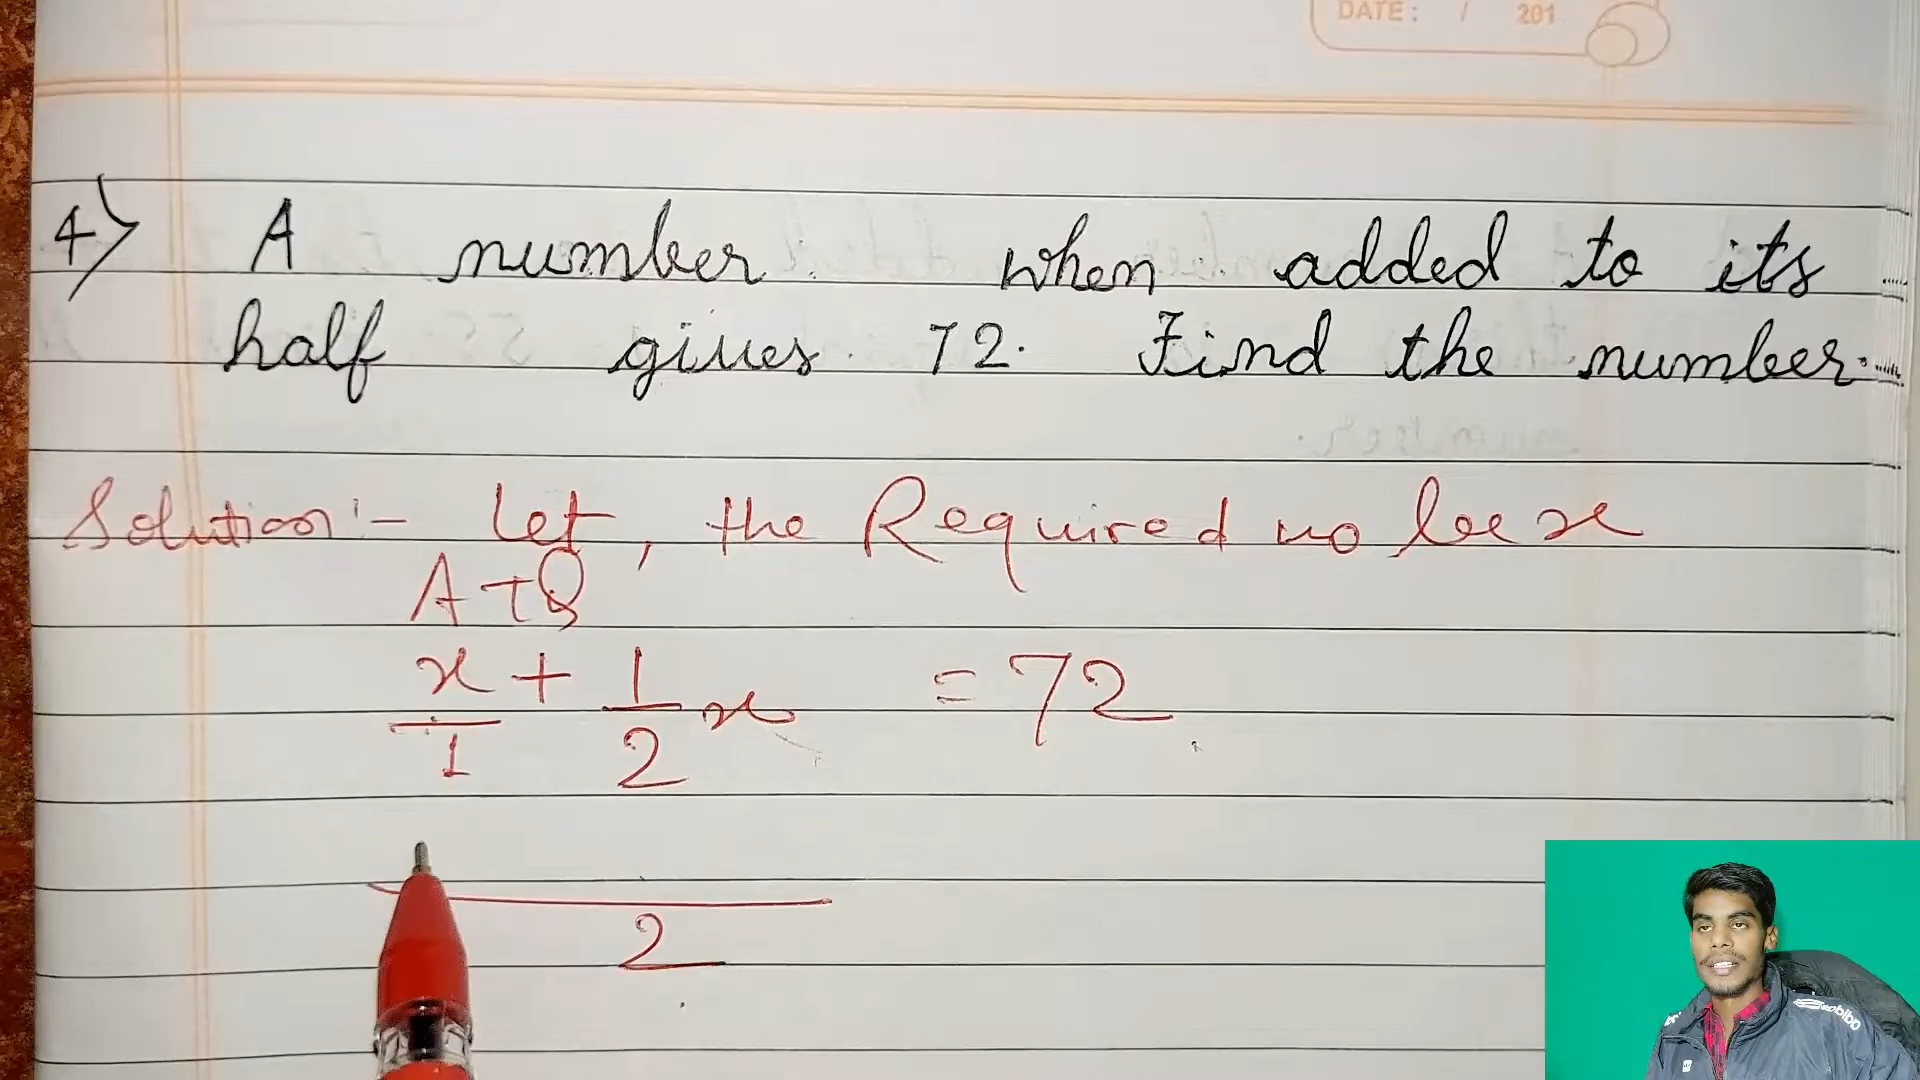 DATE: / 201
4) A number when added to its
half gives 72. Find the number.
Solution:- Let, the Required no be x
ATQ
x/1 + 1/2 x = 72
2